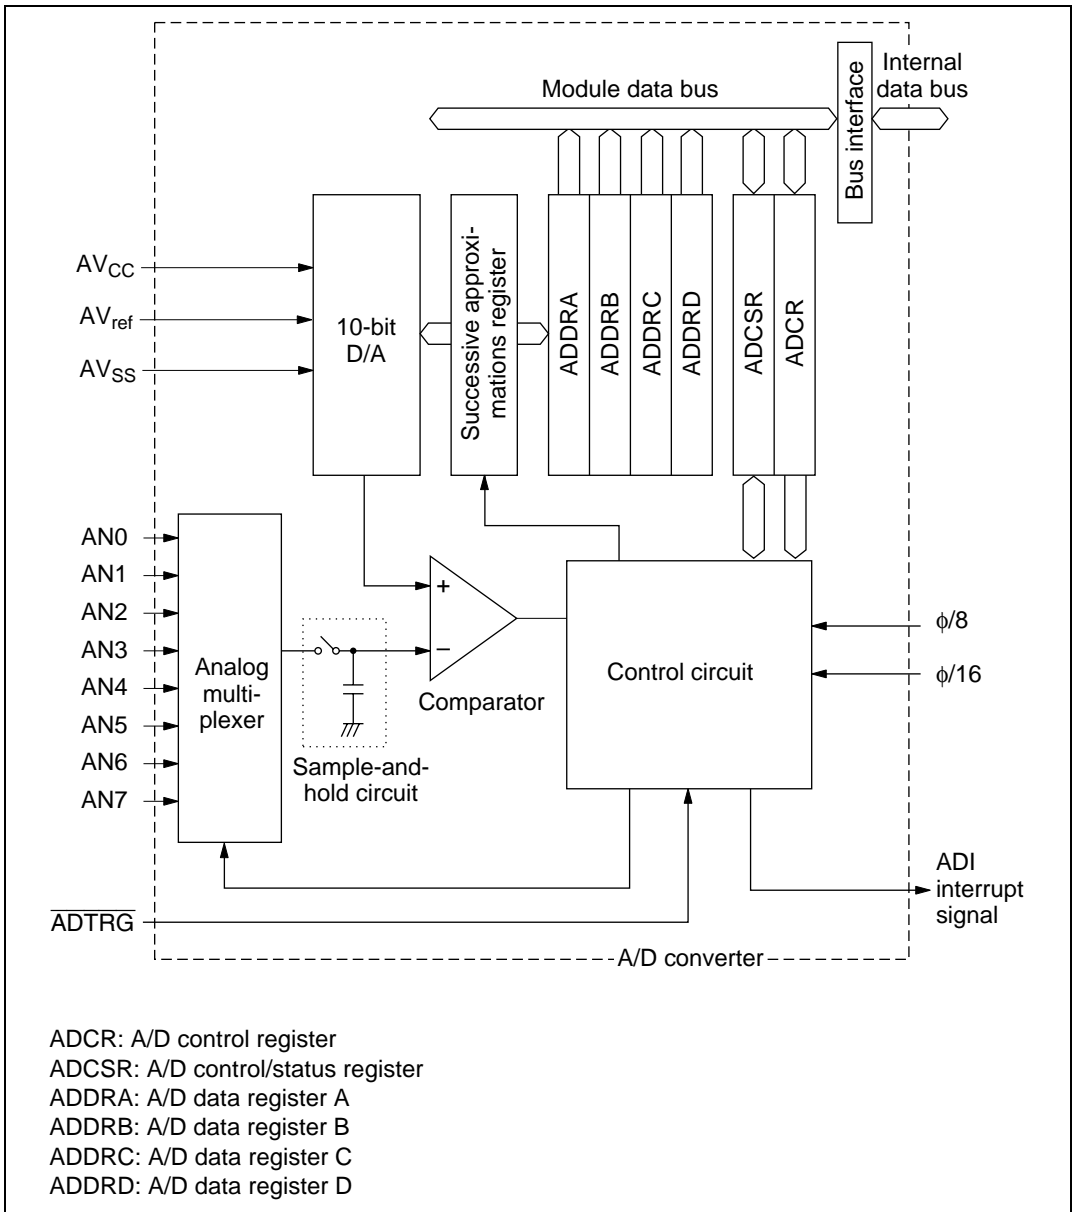 Module data bus
Bus interface
Internal
data bus
AVCC
AVref
AVSS
10-bit
D/A
Successive approxi-
mations register
ADDRA
ADDRB
ADDRC
ADDRD
ADCSR
ADCR
AN0
AN1
AN2
AN3
AN4
AN5
AN6
AN7
Analog
multi-
plexer
Sample-and-
hold circuit
+
−
Comparator
Control circuit
ϕ/8
ϕ/16
ADTRG
ADI
interrupt
signal
A/D converter
ADCR: A/D control register
ADCSR: A/D control/status register
ADDRA: A/D data register A
ADDRB: A/D data register B
ADDRC: A/D data register C
ADDRD: A/D data register D